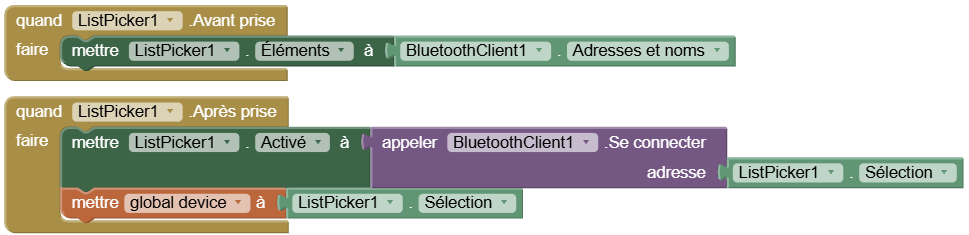 quand ListPicker1 .Avant prise
faire mettre ListPicker1 . Éléments à BluetoothClient1 . Adresses et noms
quand ListPicker1 .Après prise
faire mettre ListPicker1 . Activé à appeler BluetoothClient1 .Se connecter
adresse ListPicker1 . Sélection
mettre global device à ListPicker1 . Sélection